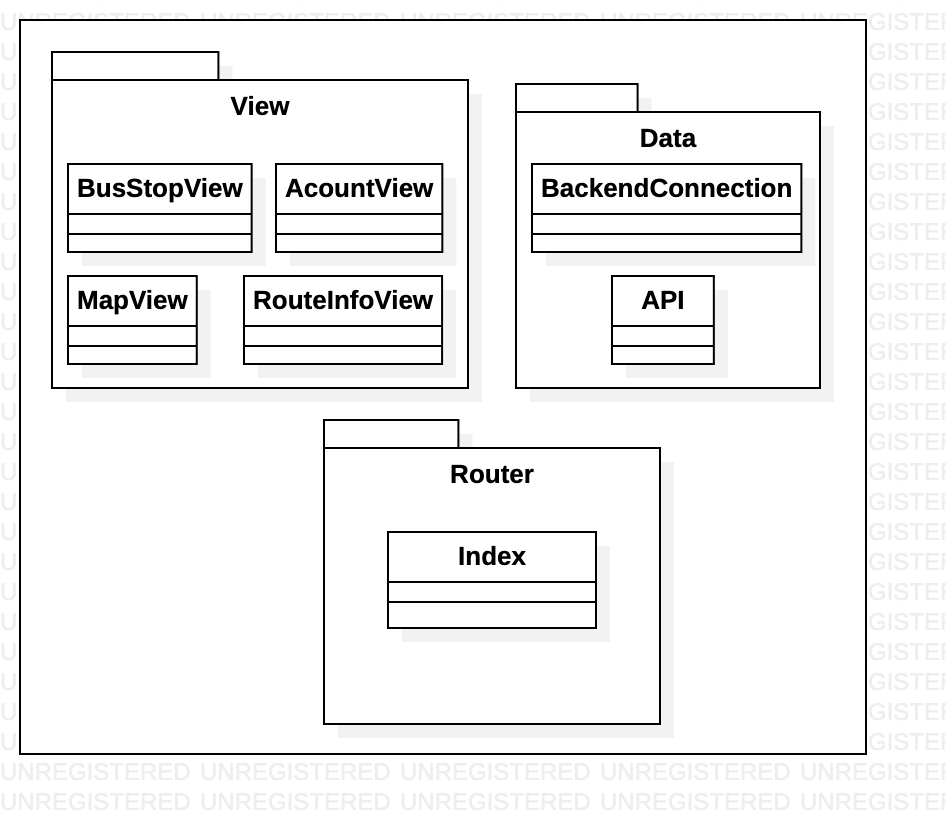 View
BusStopView
AcountView
MapView
RouteInfoView
Data
BackendConnection
API
Router
Index
UNREGISTERED UNREGISTERED UNREGISTERED UNREGISTERED UNREGISTER
UNREGISTERED UNREGISTERED UNREGISTERED UNREGISTERED UNREGISTER